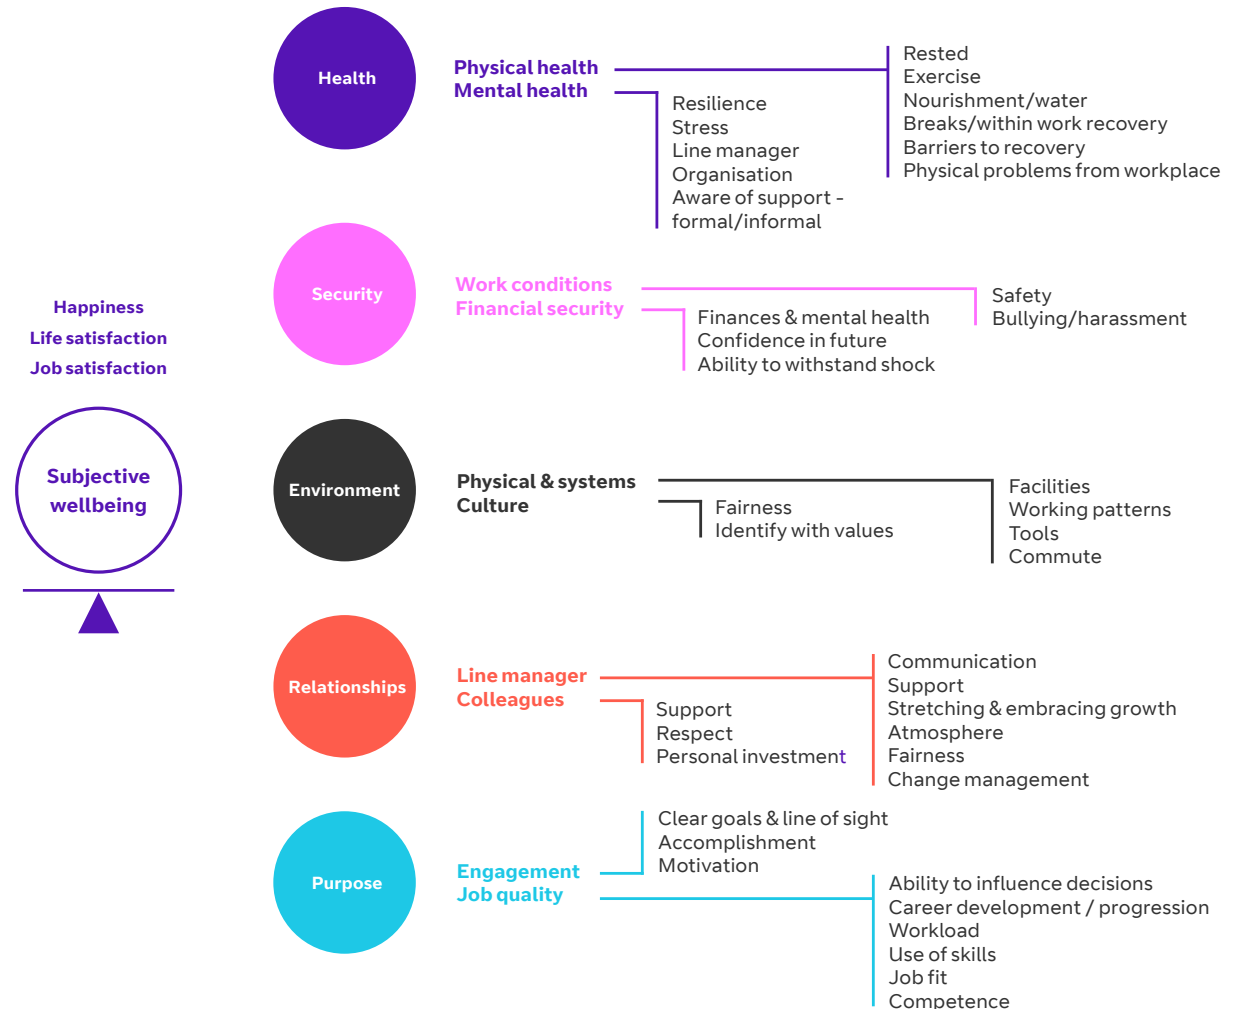 Happiness
Life satisfaction
Job satisfaction
Subjective
wellbeing
Health
Physical health
Mental health
Resilience
Stress
Line manager
Organisation
Aware of support -
formal/informal
Rested
Exercise
Nourishment/water
Breaks/within work recovery
Barriers to recovery
Physical problems from workplace
Security
Work conditions
Financial security
Finances & mental health
Confidence in future
Ability to withstand shock
Safety
Bullying/harassment
Environment
Physical & systems
Culture
Fairness
Identify with values
Facilities
Working patterns
Tools
Commute
Relationships
Line manager
Colleagues
Support
Respect
Personal investment
Communication
Support
Stretching & embracing growth
Atmosphere
Fairness
Change management
Purpose
Engagement
Job quality
Clear goals & line of sight
Accomplishment
Motivation
Ability to influence decisions
Career development / progression
Workload
Use of skills
Job fit
Competence